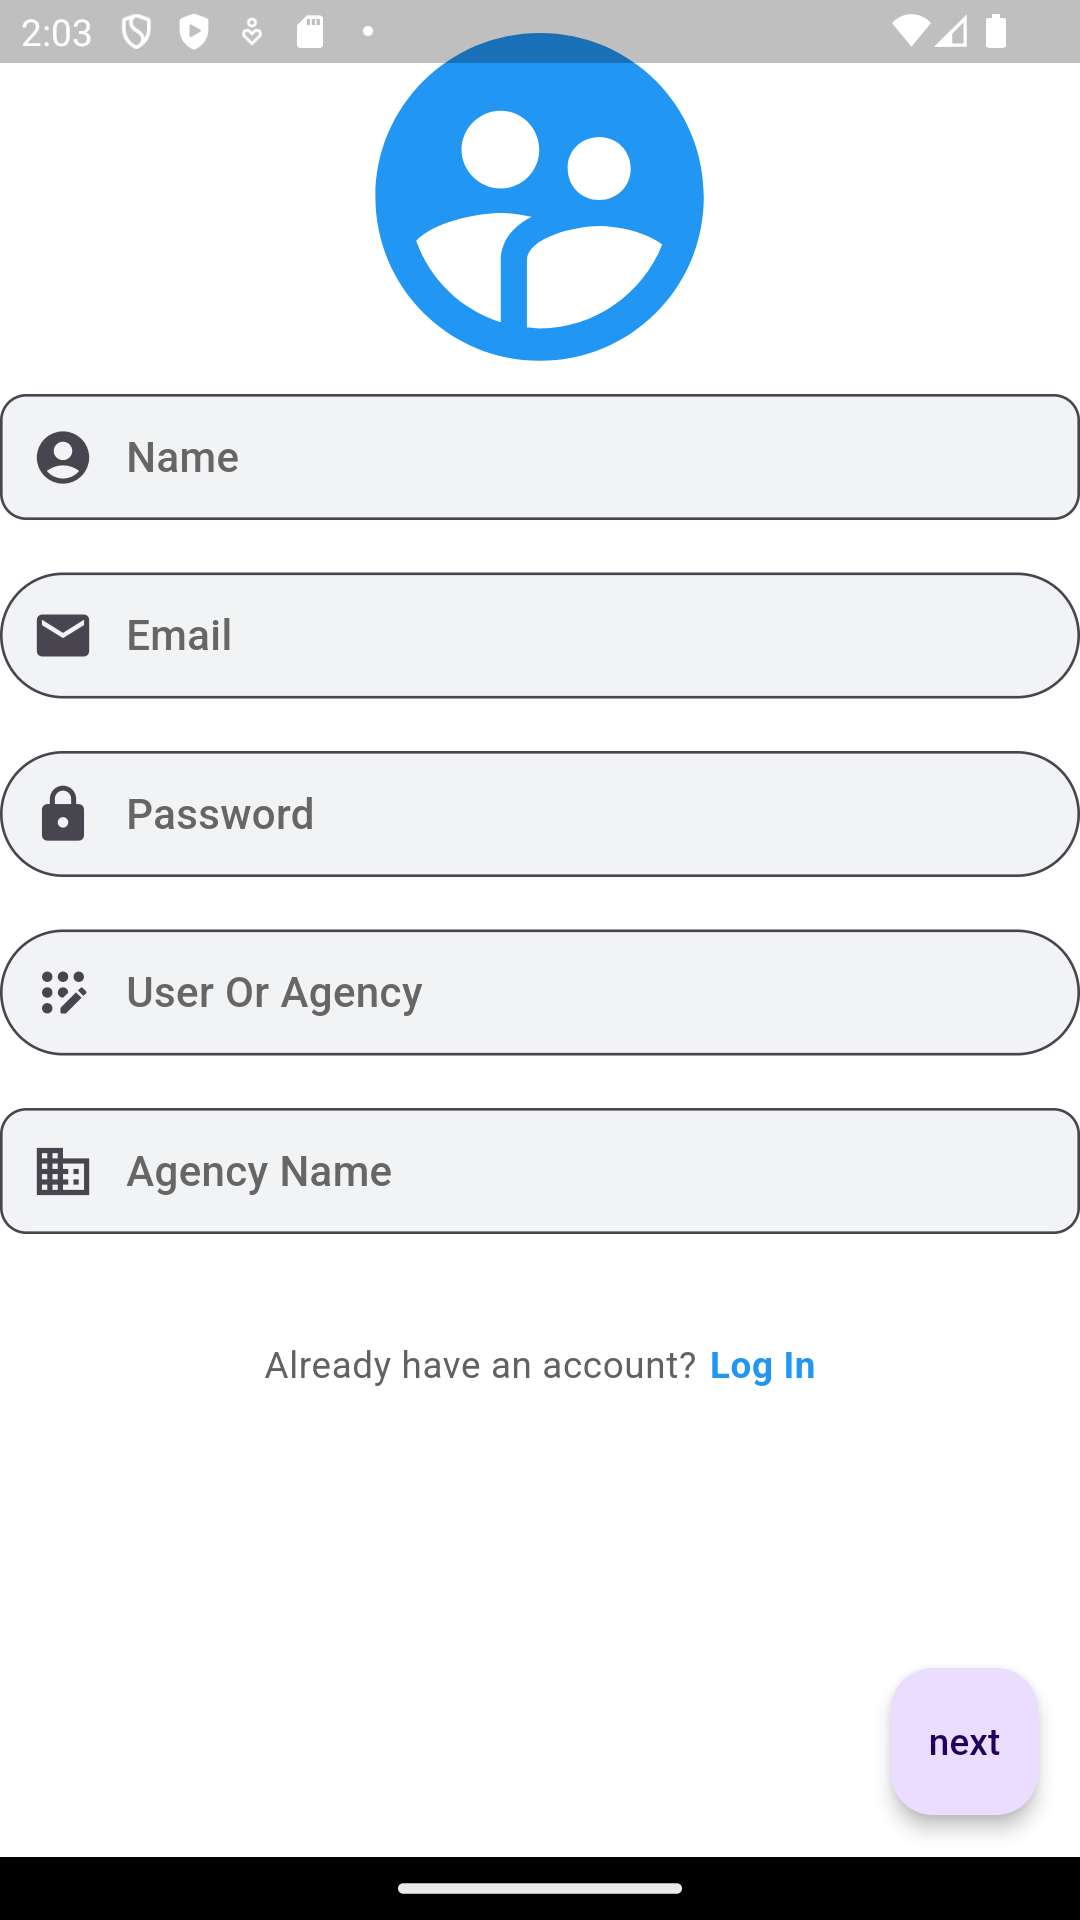 2:03
Name
Email
Password
User Or Agency
Agency Name
Already have an account? Log In
next